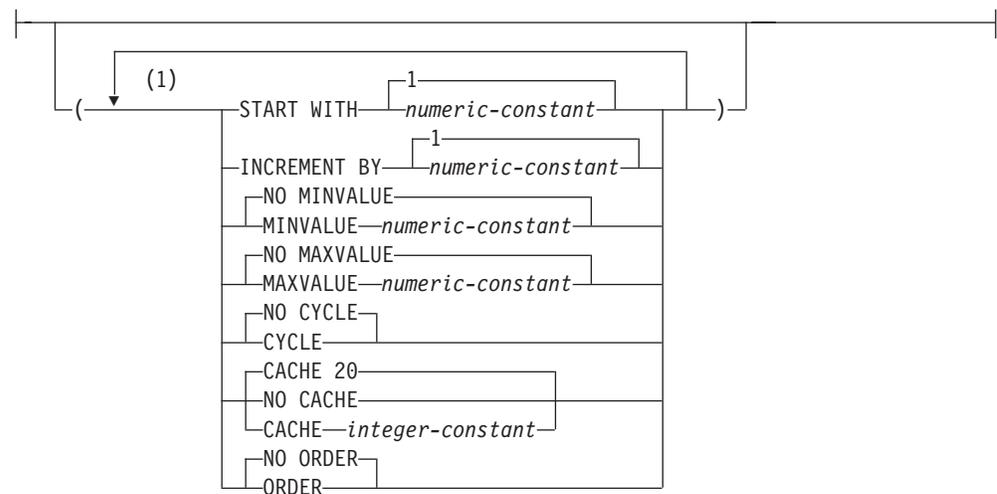 (1)
1
( START WITH numeric-constant )
1
INCREMENT BY numeric-constant
NO MINVALUE
MINVALUE numeric-constant
NO MAXVALUE
MAXVALUE numeric-constant
NO CYCLE
CYCLE
CACHE 20
NO CACHE
CACHE integer-constant
NO ORDER
ORDER